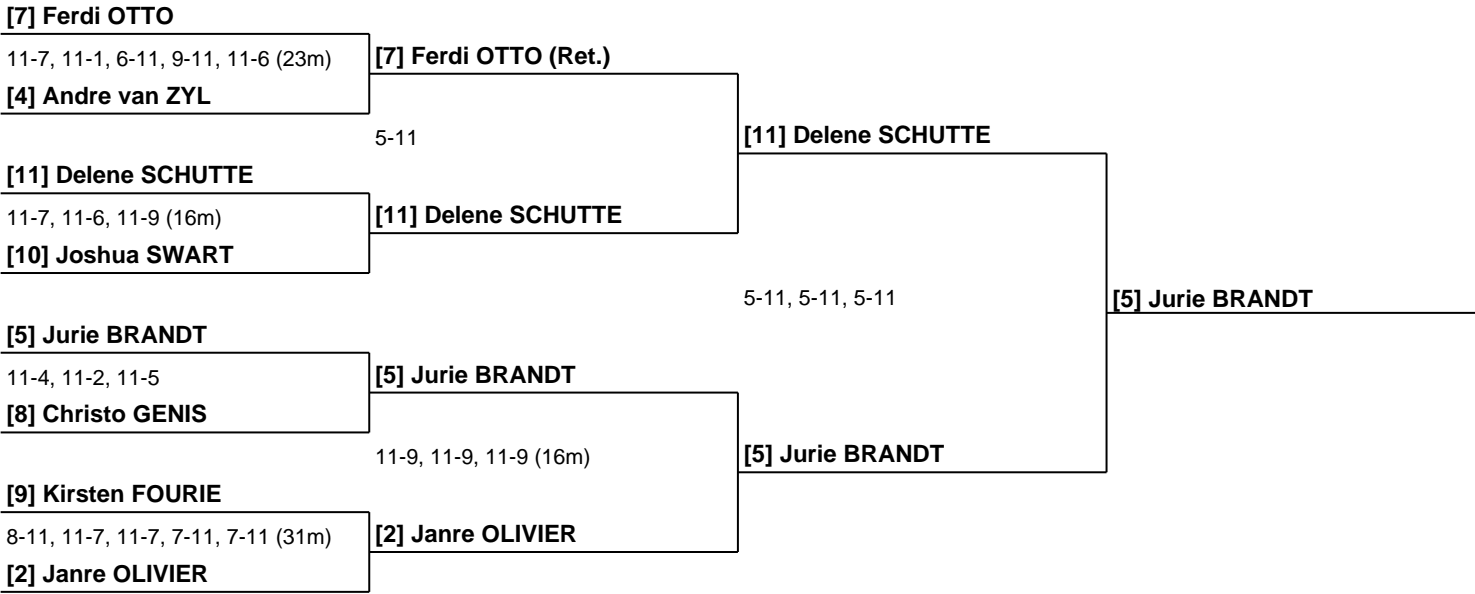 [7] Ferdi OTTO
11-7, 11-1, 6-11, 9-11, 11-6 (23m)
[7] Ferdi OTTO (Ret.)
[4] Andre van ZYL
5-11
[11] Delene SCHUTTE
[11] Delene SCHUTTE
11-7, 11-6, 11-9 (16m)
[11] Delene SCHUTTE
[10] Joshua SWART
5-11, 5-11, 5-11
[5] Jurie BRANDT
[5] Jurie BRANDT
11-4, 11-2, 11-5
[5] Jurie BRANDT
[8] Christo GENIS
11-9, 11-9, 11-9 (16m)
[5] Jurie BRANDT
[9] Kirsten FOURIE
8-11, 11-7, 11-7, 7-11, 7-11 (31m)
[2] Janre OLIVIER
[2] Janre OLIVIER